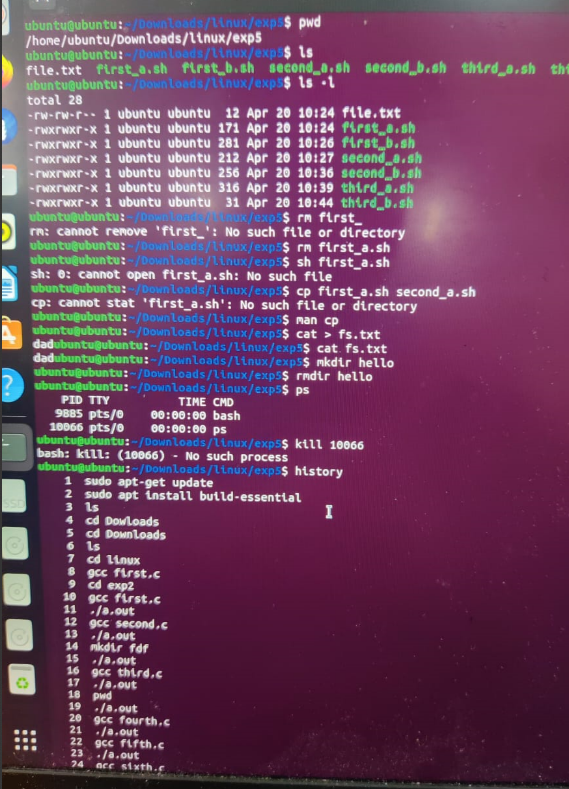 ubuntu@ubuntu:~/Downloads/linux/exp5$ pwd
/home/ubuntu/Downloads/linux/exp5
ubuntu@ubuntu:~/Downloads/linux/exp5$ ls
file.txt first_a.sh first_b.sh second_a.sh second_b.sh third_a.sh thi
ubuntu@ubuntu:~/Downloads/linux/exp5$ ls -l
total 28
-rw-rw-r-- 1 ubuntu ubuntu 12 Apr 20 10:24 file.txt
-rwxrwxr-x 1 ubuntu ubuntu 171 Apr 20 10:24 first_a.sh
-rwxrwxr-x 1 ubuntu ubuntu 281 Apr 20 10:26 first_b.sh
-rwxrwxr-x 1 ubuntu ubuntu 212 Apr 20 10:27 second_a.sh
-rwxrwxr-x 1 ubuntu ubuntu 256 Apr 20 10:36 second_b.sh
-rwxrwxr-x 1 ubuntu ubuntu 316 Apr 20 10:39 third_a.sh
-rwxrwxr-x 1 ubuntu ubuntu 31 Apr 20 10:44 third_b.sh
ubuntu@ubuntu:~/Downloads/linux/exp5$ rm first_
rm: cannot remove 'first_': No such file or directory
ubuntu@ubuntu:~/Downloads/linux/exp5$ rm first_a.sh
ubuntu@ubuntu:~/Downloads/linux/exp5$ sh first_a.sh
sh: 0: cannot open first_a.sh: No such file
ubuntu@ubuntu:~/Downloads/linux/exp5$ cp first_a.sh second_a.sh
cp: cannot stat 'first_a.sh': No such file or directory
ubuntu@ubuntu:~/Downloads/linux/exp5$ man cp
ubuntu@ubuntu:~/Downloads/linux/exp5$ cat > fs.txt
dadubuntu@ubuntu:~/Downloads/linux/exp5$ cat fs.txt
dadubuntu@ubuntu:~/Downloads/linux/exp5$ mkdir hello
ubuntu@ubuntu:~/Downloads/linux/exp5$ rmdir hello
ubuntu@ubuntu:~/Downloads/linux/exp5$ ps
PID TTY TIME CMD
9885 pts/0 00:00:00 bash
10066 pts/0 00:00:00 ps
ubuntu@ubuntu:~/Downloads/linux/exp5$ kill 10066
bash: kill: (10066) - No such process
ubuntu@ubuntu:~/Downloads/linux/exp5$ history
1 sudo apt-get update
2 sudo apt install build-essential
3 ls
4 cd Dowloads
5 cd Downloads
6 ls
7 cd linux
8 gcc first.c
9 cd exp2
10 gcc first.c
11 ./a.out
12 gcc second.c
13 ./a.out
14 mkdir fdf
15 ./a.out
16 gcc third.c
17 ./a.out
18 pwd
19 ./a.out
20 gcc fourth.c
21 ./a.out
22 gcc fifth.c
23 ./a.out
24 gcc sixth.c